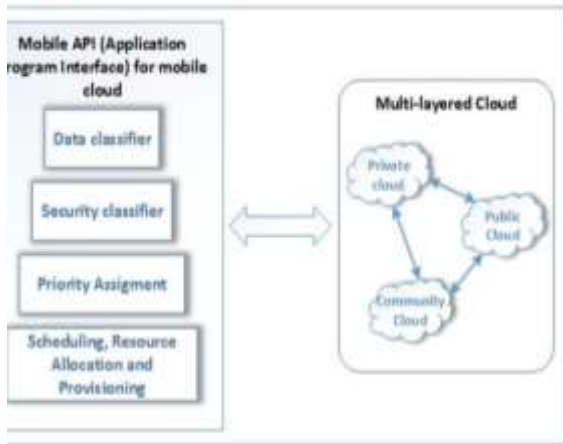 Mobile API (Application
rogram Interface) for mobile
cloud
Data classifier
Security classifier
Priority Assigment
Scheduling, Resource
Allocation and
Provisioning
Multi-layered Cloud
Private
cloud
Public
Cloud
Community
Cloud